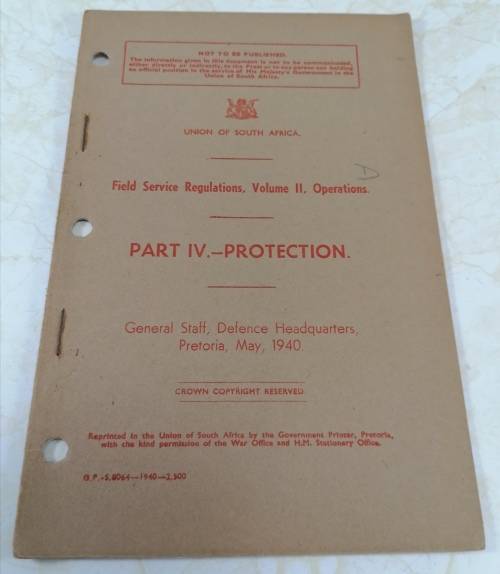 NOT TO BE PUBLISHED.
The information given in this document is not to be communicated,
either directly or indirectly, to the Press or to any person not holding
an official position in the service of His Majesty's Government in the
Union of South Africa.
UNION OF SOUTH AFRICA.
D
Field Service Regulations, Volume II, Operations.
PART IV.—PROTECTION.
General Staff, Defence Headquarters,
Pretoria, May, 1940.
CROWN COPYRIGHT RESERVED
Reprinted in the Union of South Africa by the Government Printer, Pretoria,
with the kind permission of the War Office and H.M. Stationery Office.
G.P.-S.8064—1940—2,500